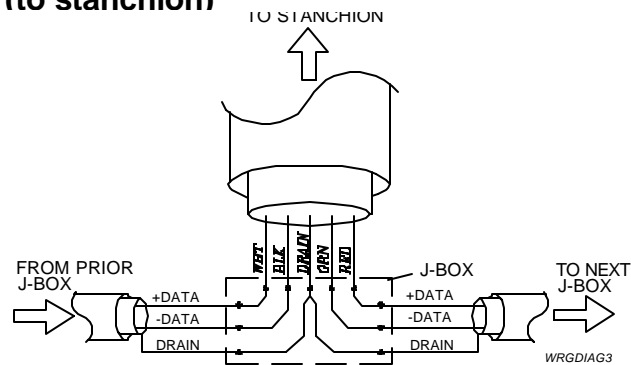 (to stanchion)
TO STANCHION
WHT BLK DRAIN GRN RED
FROM PRIOR
J-BOX
J-BOX
TO NEXT
J-BOX
+DATA
+DATA
-DATA
-DATA
DRAIN
DRAIN
WRGDIAG3